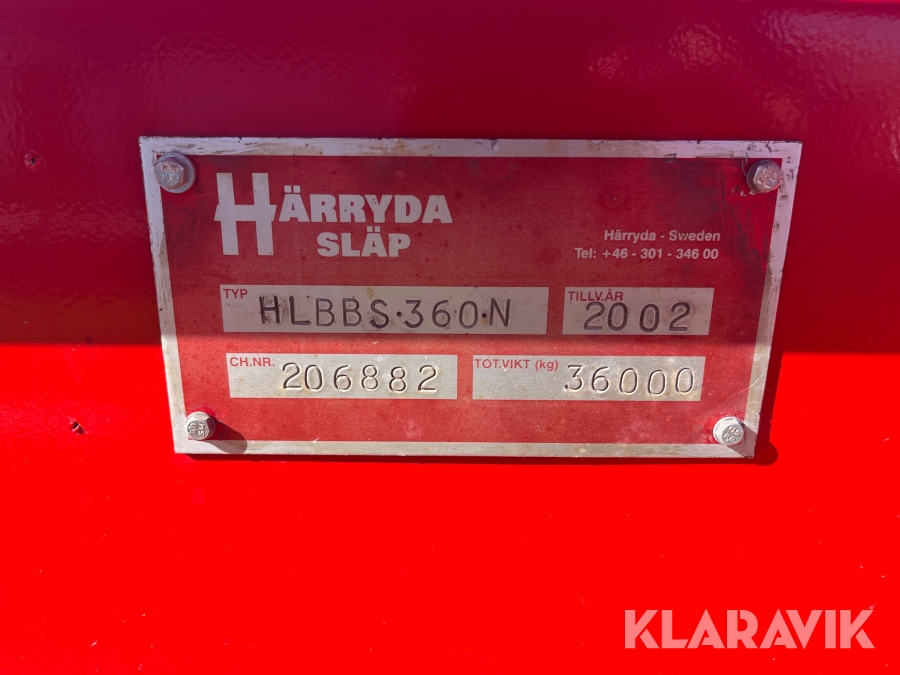 HÄRRYDA
SLÄP
Härryda - Sweden
Tel: +46 - 301 - 346 00
TYP HLBBS·360·N
TILLV.ÅR 2002
CH.NR. 206882
TOT.VIKT (kg) 36000
KLARAVIK